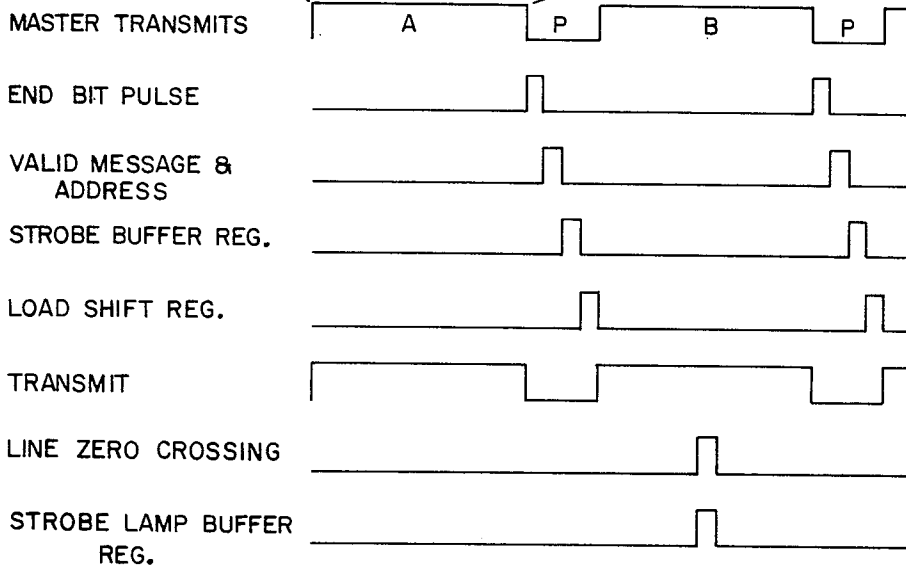 MASTER TRANSMITS A P B P
END BIT PULSE
VALID MESSAGE &
ADDRESS
STROBE BUFFER REG.
LOAD SHIFT REG.
TRANSMIT
LINE ZERO CROSSING
STROBE LAMP BUFFER
REG.